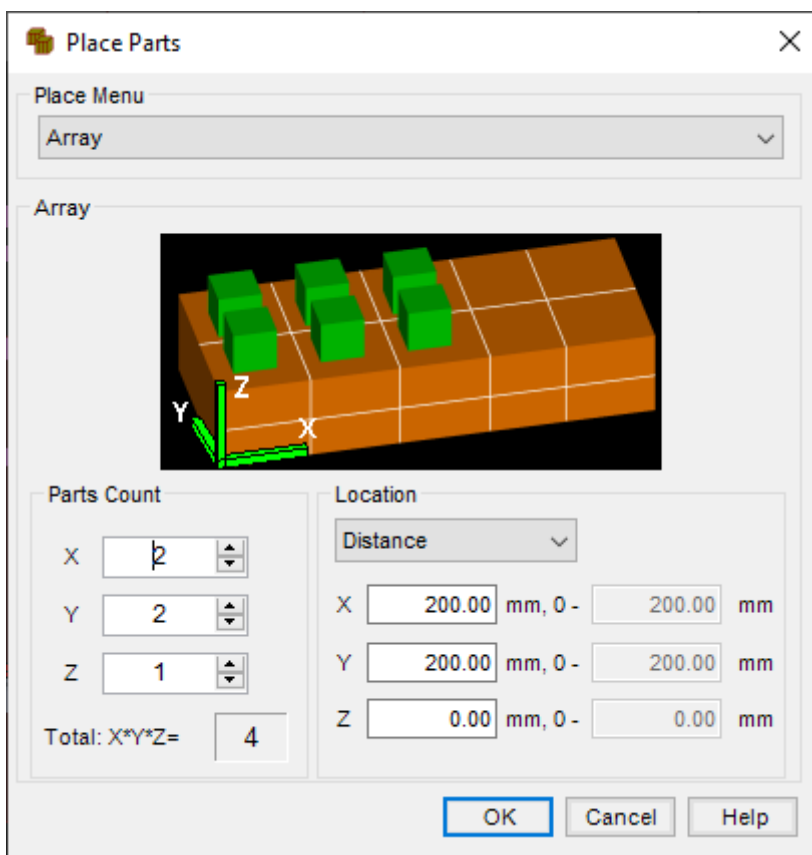 Place Parts
Place Menu
Array
Array
Z
Y
X
Parts Count
X 2
Y 2
Z 1
Total: X*Y*Z= 4
Location
Distance
X 200.00 mm, 0 - 200.00 mm
Y 200.00 mm, 0 - 200.00 mm
Z 0.00 mm, 0 - 0.00 mm
OK Cancel Help